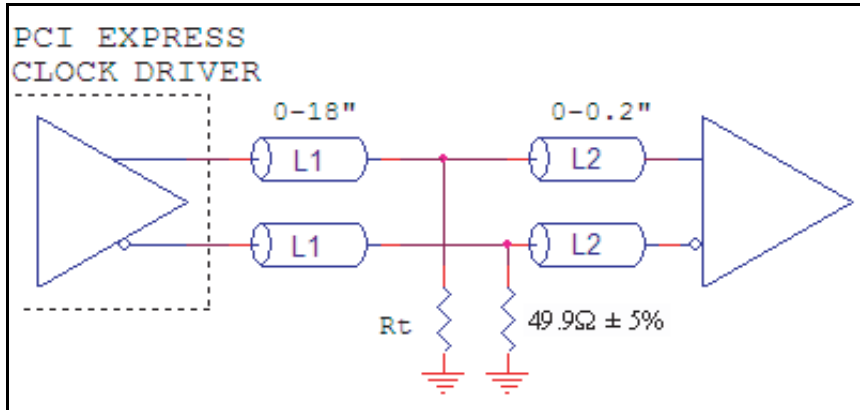 PCI EXPRESS
CLOCK DRIVER
0-18"
0-0.2"
L1
L2
L1
L2
Rt
49.9Ω ± 5%